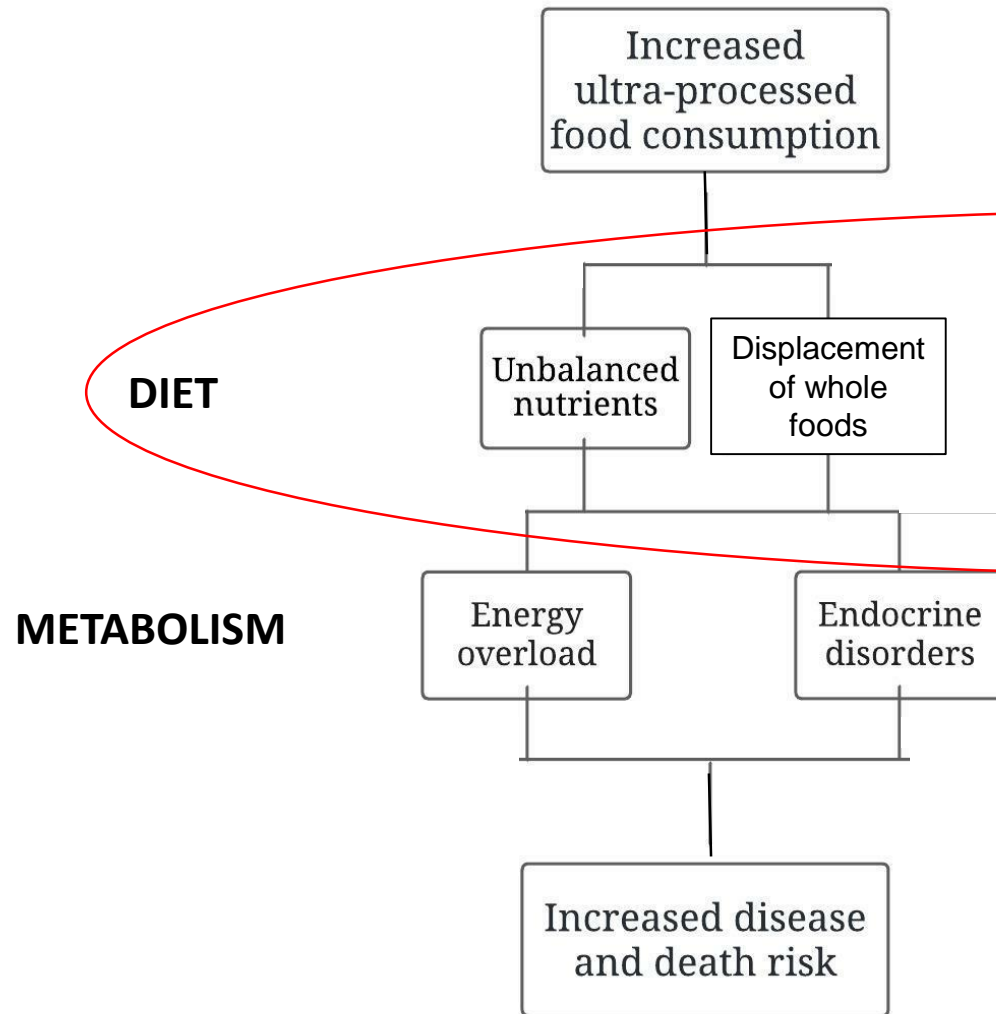 Increased
ultra-processed
food consumption
DIET
Unbalanced
nutrients
Displacement
of whole
foods
METABOLISM
Energy
overload
Endocrine
disorders
Increased disease
and death risk